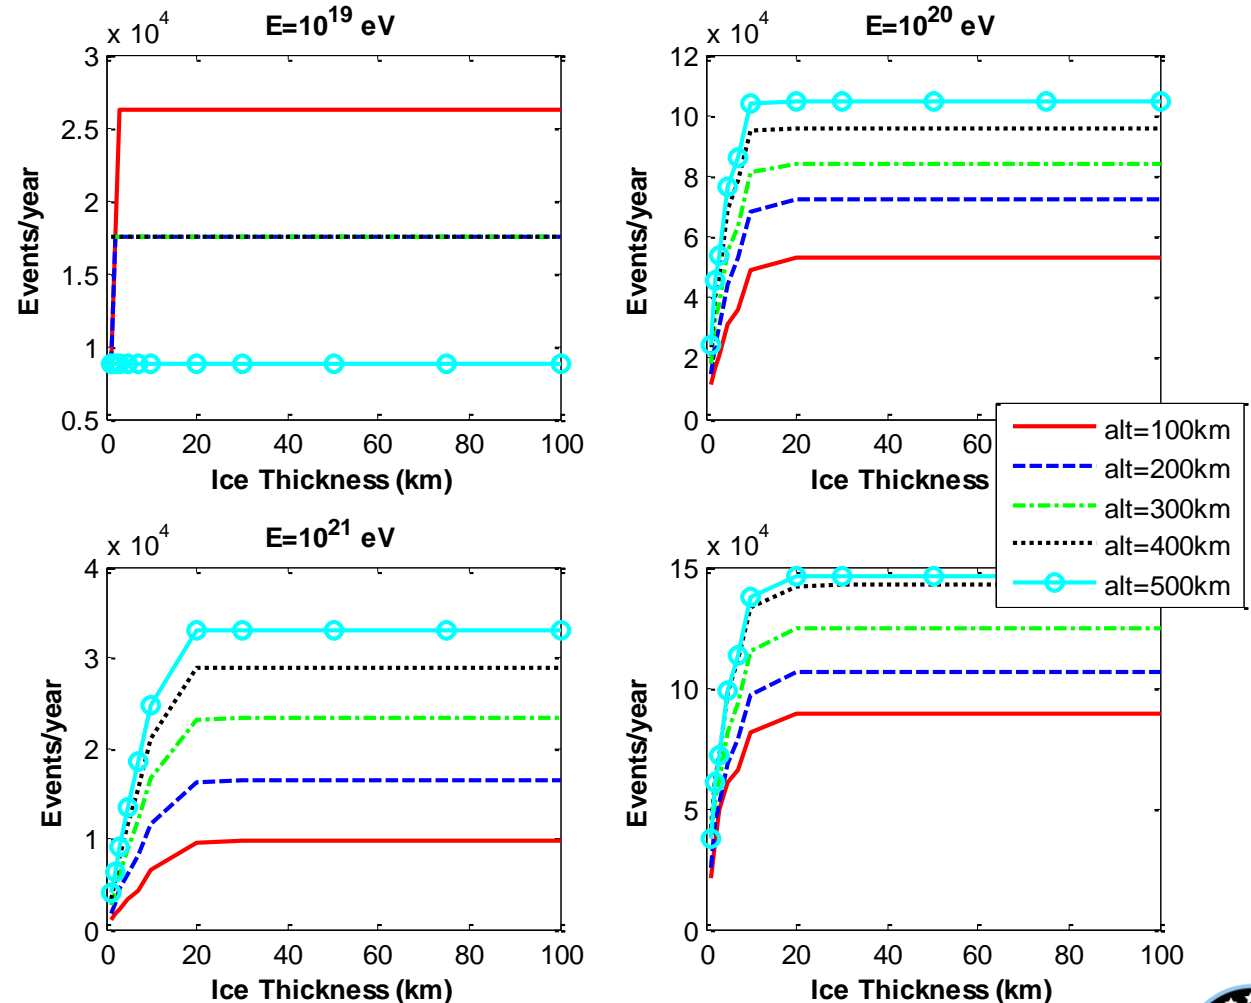 E=10^19 eV
x 10^4
3
2.5
2
1.5
1
0.5
Events/year
0 20 40 60 80 100
Ice Thickness (km)
E=10^20 eV
x 10^4
12
10
8
6
4
2
0
Events/year
0 20 40 60 80 100
Ice Thickness
alt=100km
alt=200km
alt=300km
alt=400km
alt=500km
E=10^21 eV
x 10^4
4
3
2
1
0
Events/year
0 20 40 60 80 100
Ice Thickness (km)
x 10^4
15
10
5
0
Events/year
0 20 40 60 80 100
Ice Thickness (km)